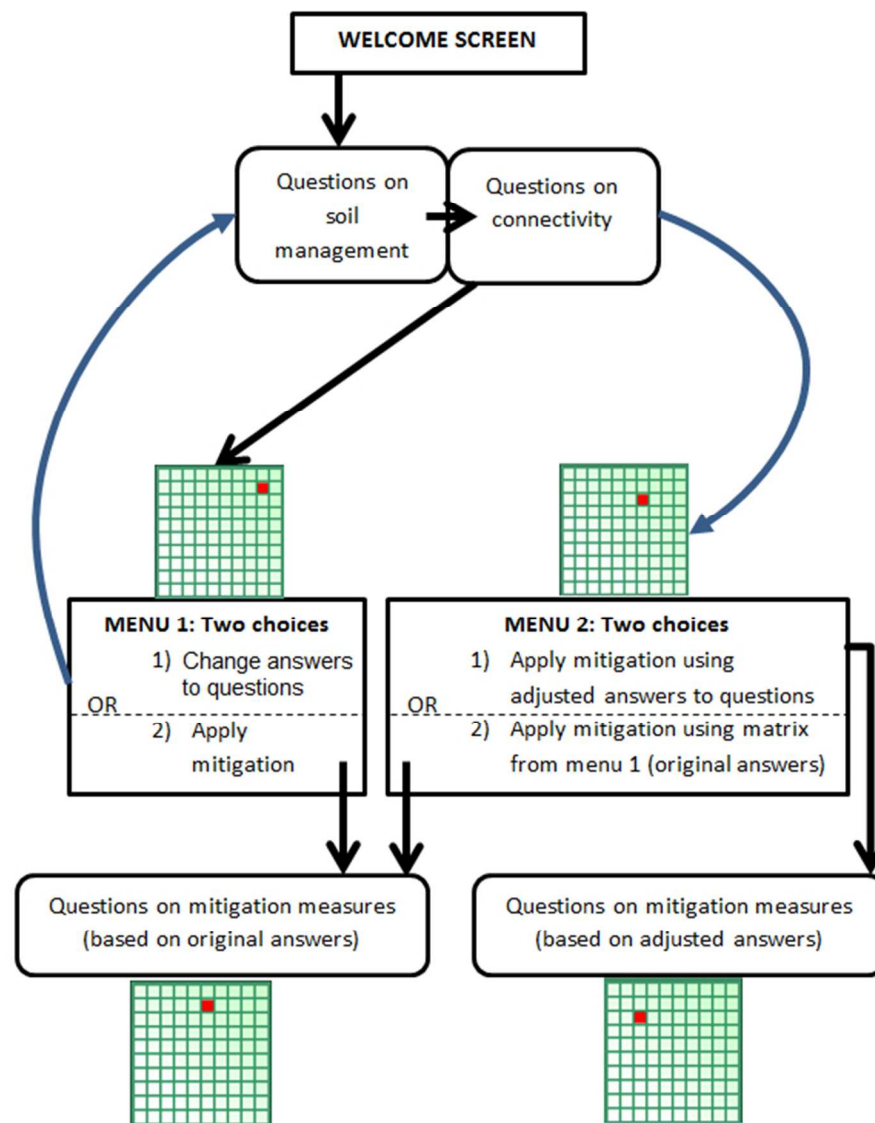 WELCOME SCREEN
Questions on
soil
management
Questions on
connectivity
MENU 1: Two choices
1) Change answers
to questions
OR
2) Apply
mitigation
MENU 2: Two choices
1) Apply mitigation using
adjusted answers to questions
OR
2) Apply mitigation using matrix
from menu 1 (original answers)
Questions on mitigation measures
(based on original answers)
Questions on mitigation measures
(based on adjusted answers)